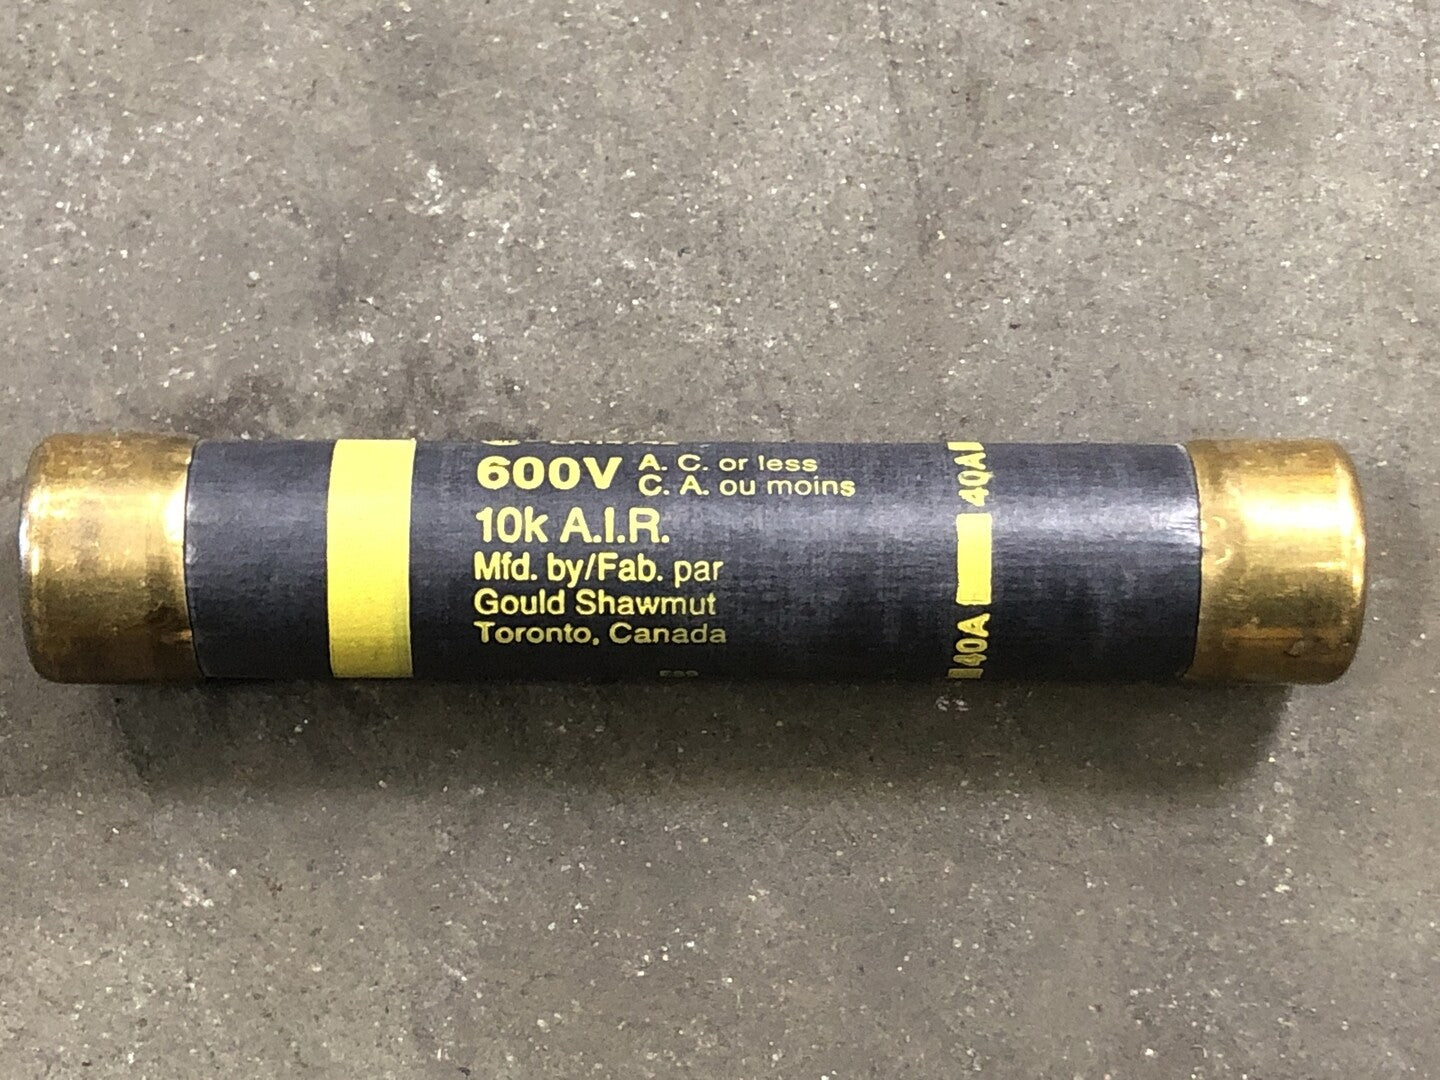 600V A. C. or less
C. A. ou moins
10k A.I.R.
Mfd. by/Fab. par
Gould Shawmut
Toronto, Canada
40A
40A